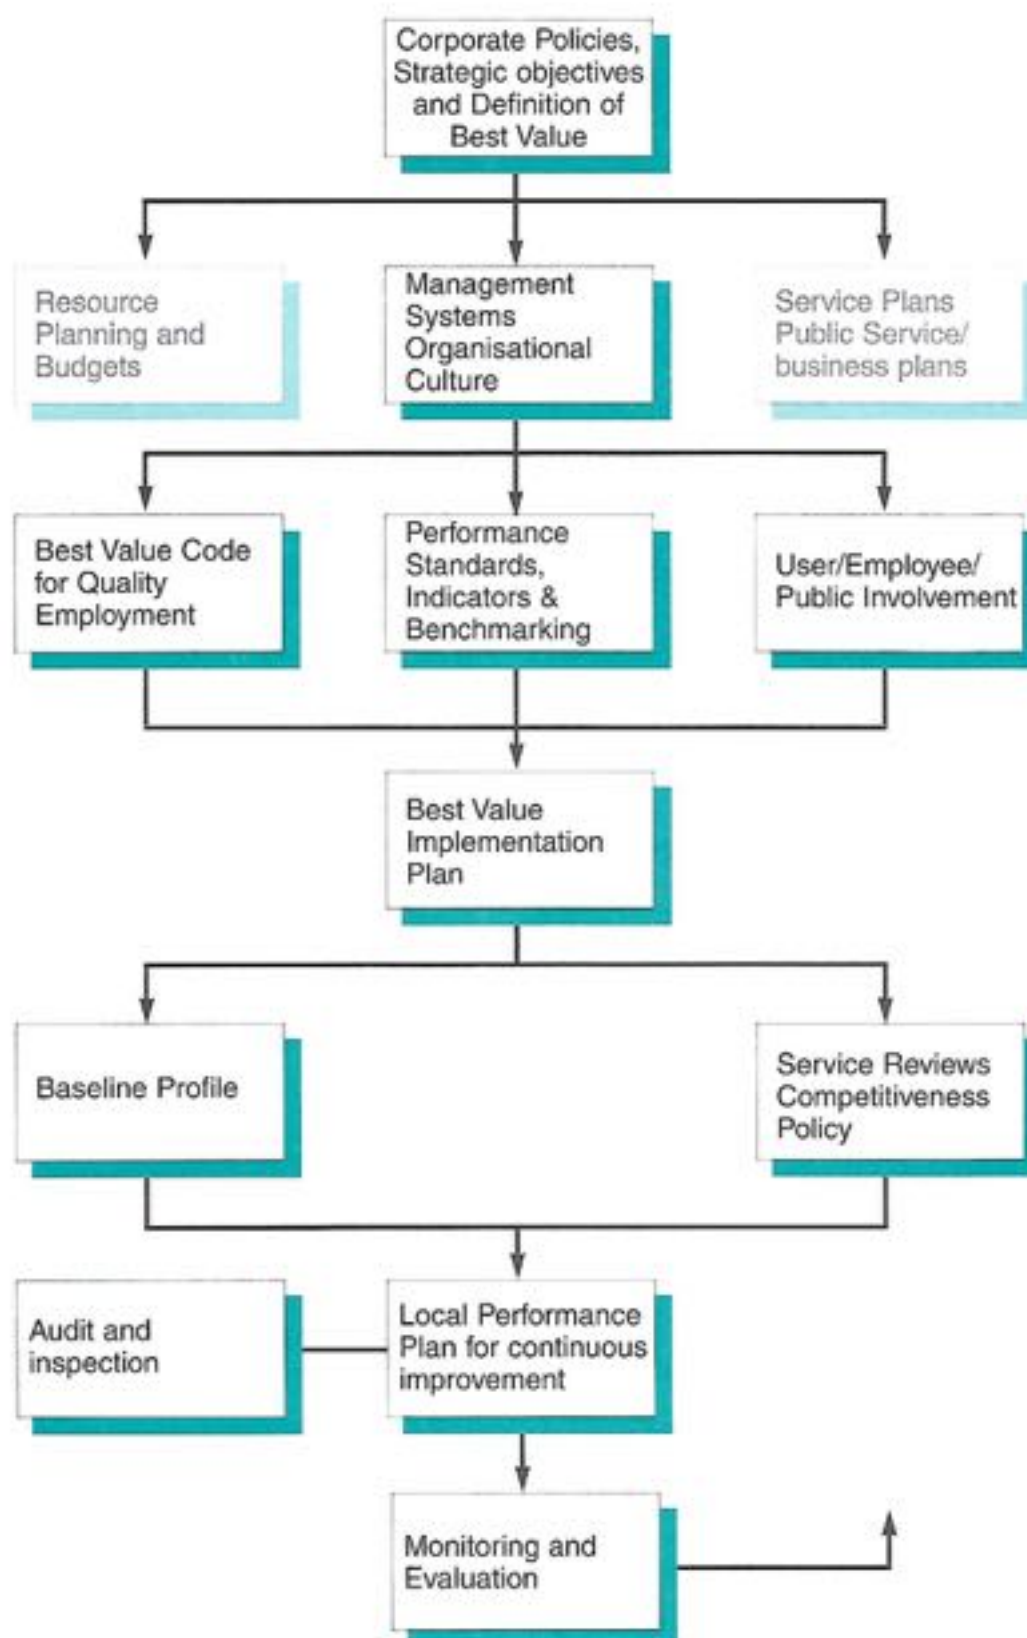 Corporate Policies,
Strategic objectives
and Definition of
Best Value
Resource
Planning and
Budgets
Management
Systems
Organisational
Culture
Service Plans
Public Service/
business plans
Best Value Code
for Quality
Employment
Performance
Standards,
Indicators &
Benchmarking
User/Employee/
Public Involvement
Best Value
Implementation
Plan
Baseline Profile
Service Reviews
Competitiveness
Policy
Audit and
inspection
Local Performance
Plan for continuous
improvement
Monitoring and
Evaluation